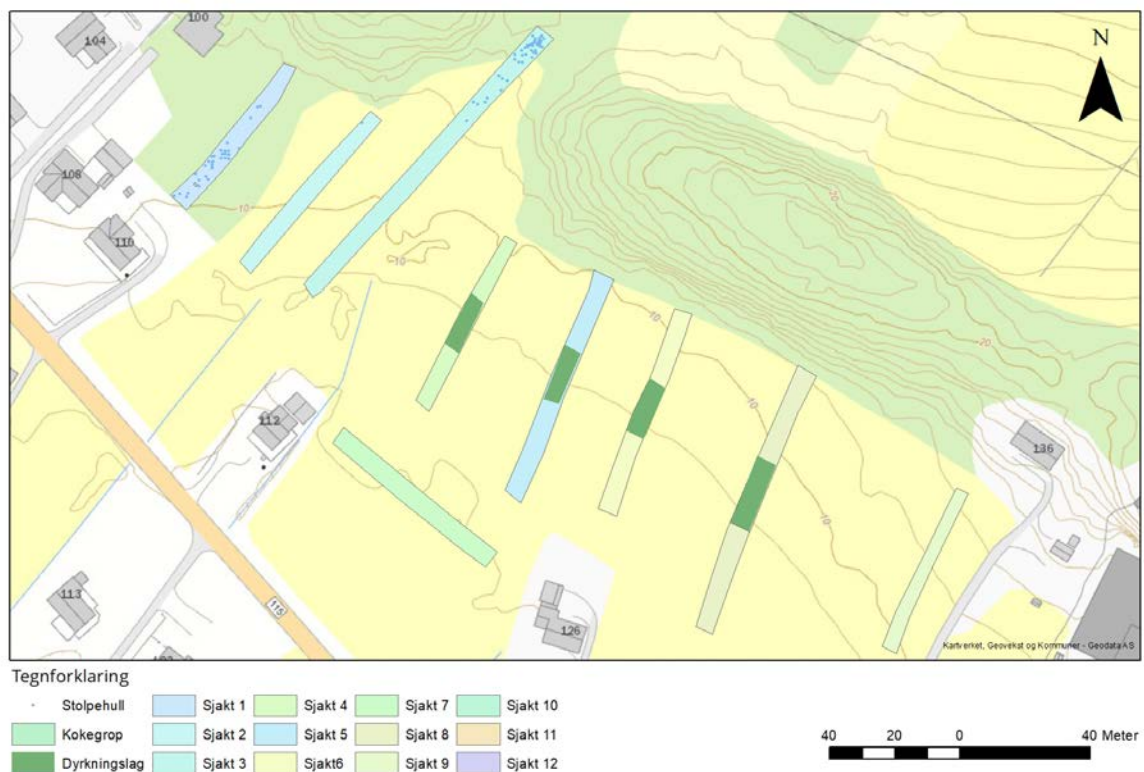 100
104
N
108
20
110
10
10
10
10
20
112
136
10
113
115
126
Kartverket, Geovekst og Kommuner - Geodata AS
Tegnforklaring
Stolpehull Sjakt 1 Sjakt 4 Sjakt 7 Sjakt 10
Kokegrop Sjakt 2 Sjakt 5 Sjakt 8 Sjakt 11
Dyrkningslag Sjakt 3 Sjakt6 Sjakt 9 Sjakt 12
40 20 0 40 Meter